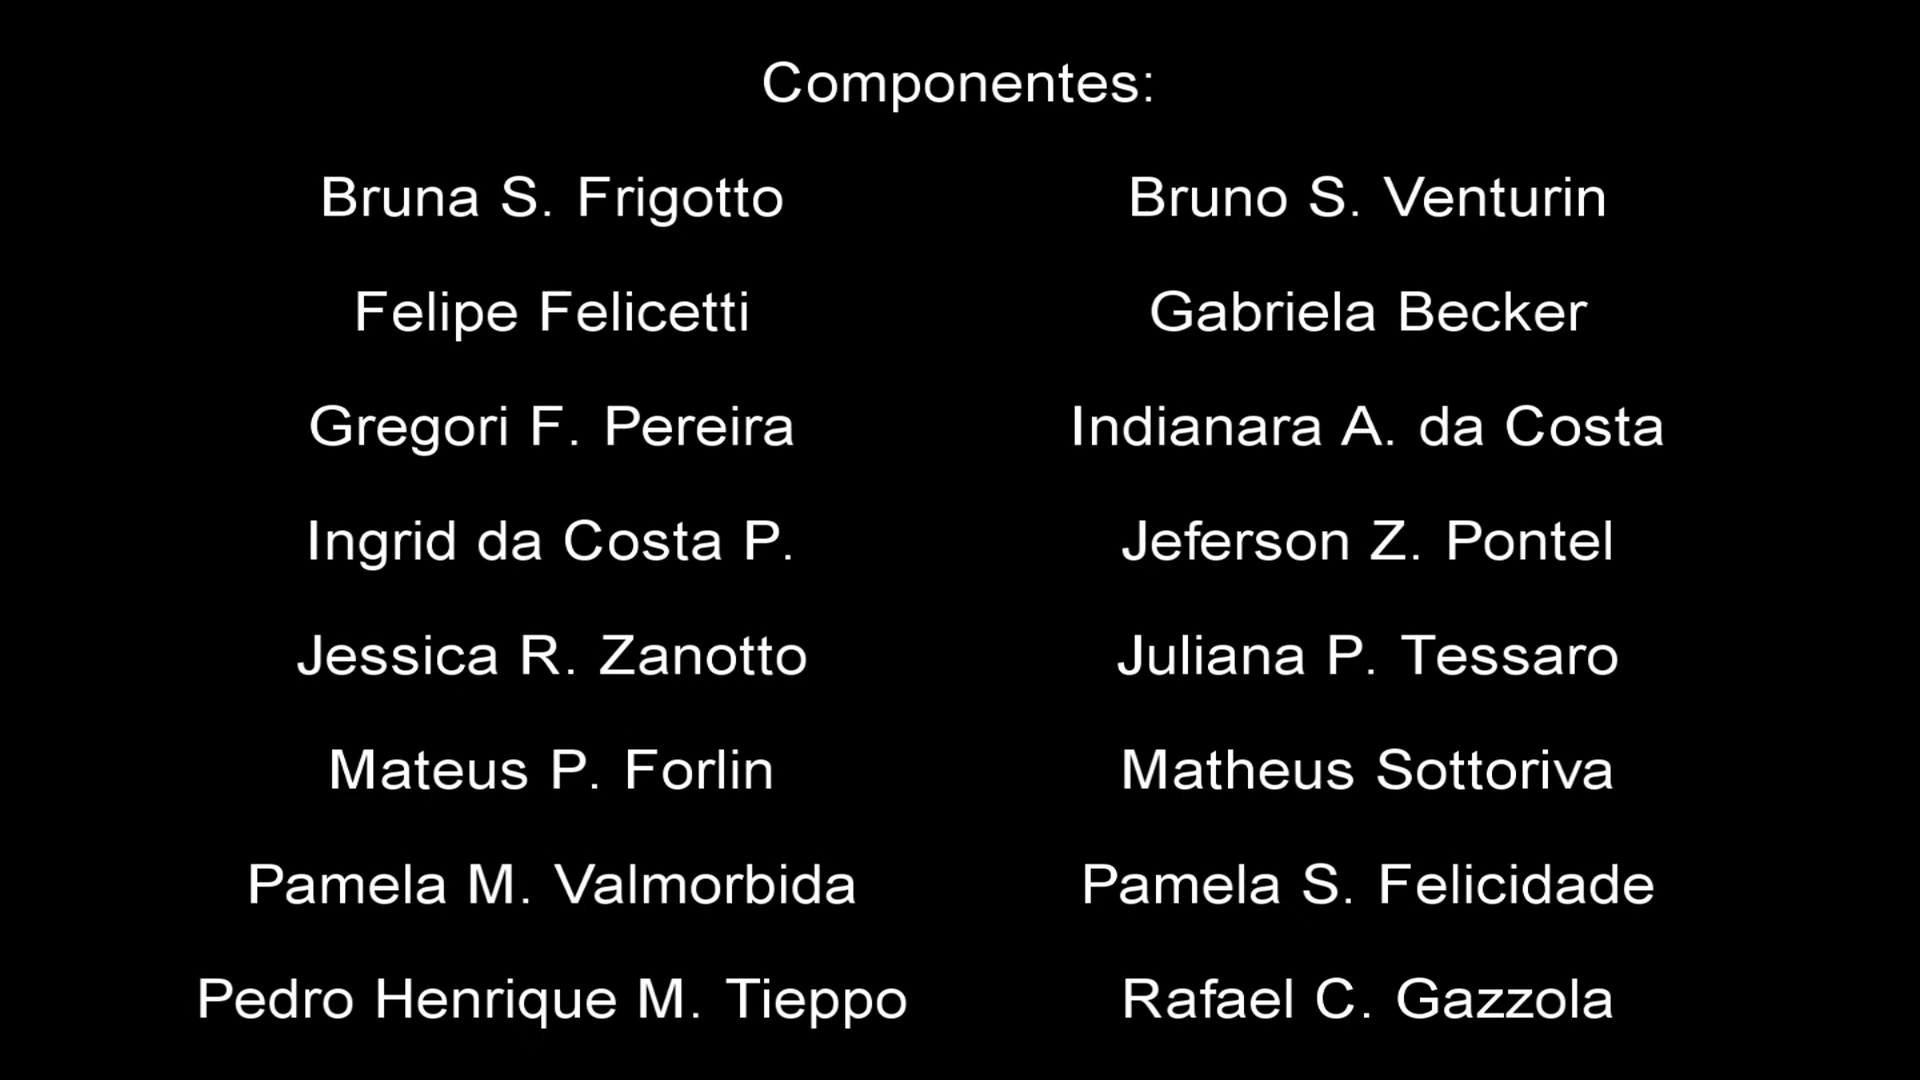 Componentes:
Bruna S. Frigotto Bruno S. Venturin
Felipe Felicetti Gabriela Becker
Gregori F. Pereira Indianara A. da Costa
Ingrid da Costa P. Jeferson Z. Pontel
Jessica R. Zanotto Juliana P. Tessaro
Mateus P. Forlin Matheus Sottoriva
Pamela M. Valmorbida Pamela S. Felicidade
Pedro Henrique M. Tieppo Rafael C. Gazzola